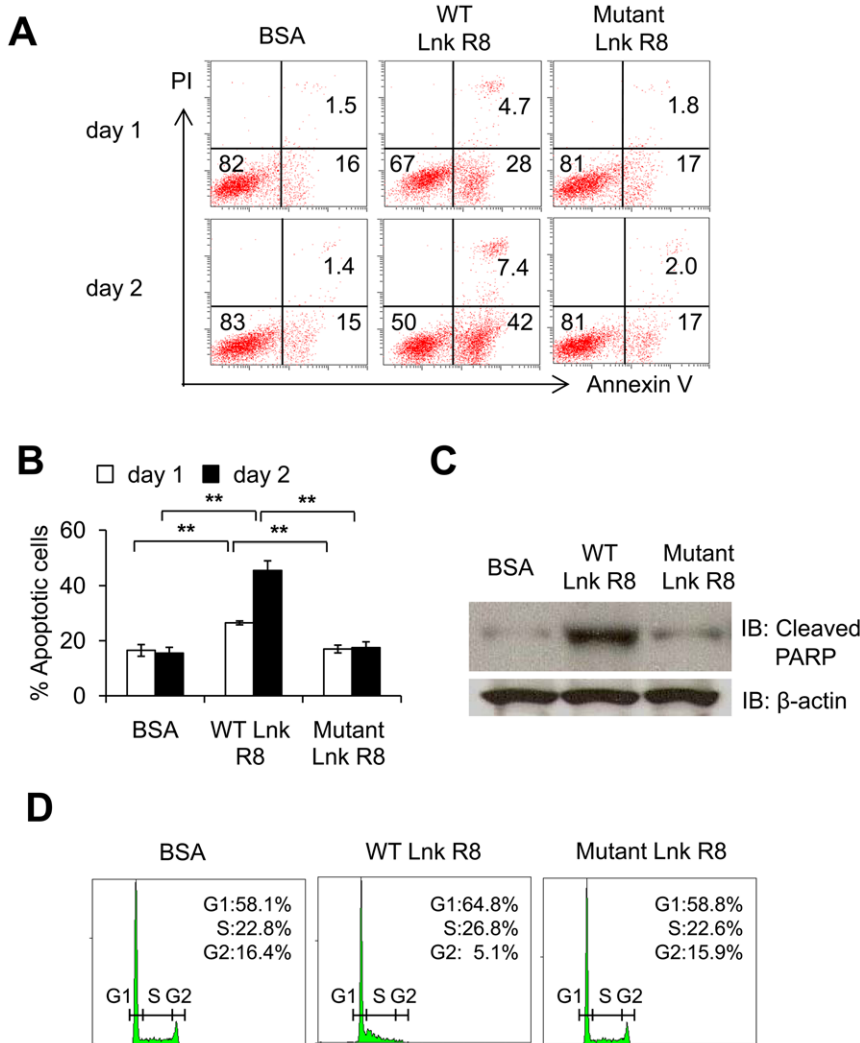 A
BSA
WT
Lnk R8
Mutant
Lnk R8
PI
day 1
1.5
82
16
4.7
67
28
1.8
81
17
day 2
1.4
83
15
7.4
50
42
2.0
81
17
Annexin V
B
day 1
day 2
**
**
**
**
% Apoptotic cells
60
40
20
0
BSA
WT Lnk
R8
Mutant
Lnk R8
C
BSA
WT
Lnk R8
Mutant
Lnk R8
IB: Cleaved
PARP
IB: β-actin
D
BSA
G1:58.1%
S:22.8%
G2:16.4%
G1 S G2
WT Lnk R8
G1:64.8%
S:26.8%
G2: 5.1%
G1 S G2
Mutant Lnk R8
G1:58.8%
S:22.6%
G2:15.9%
G1 S G2